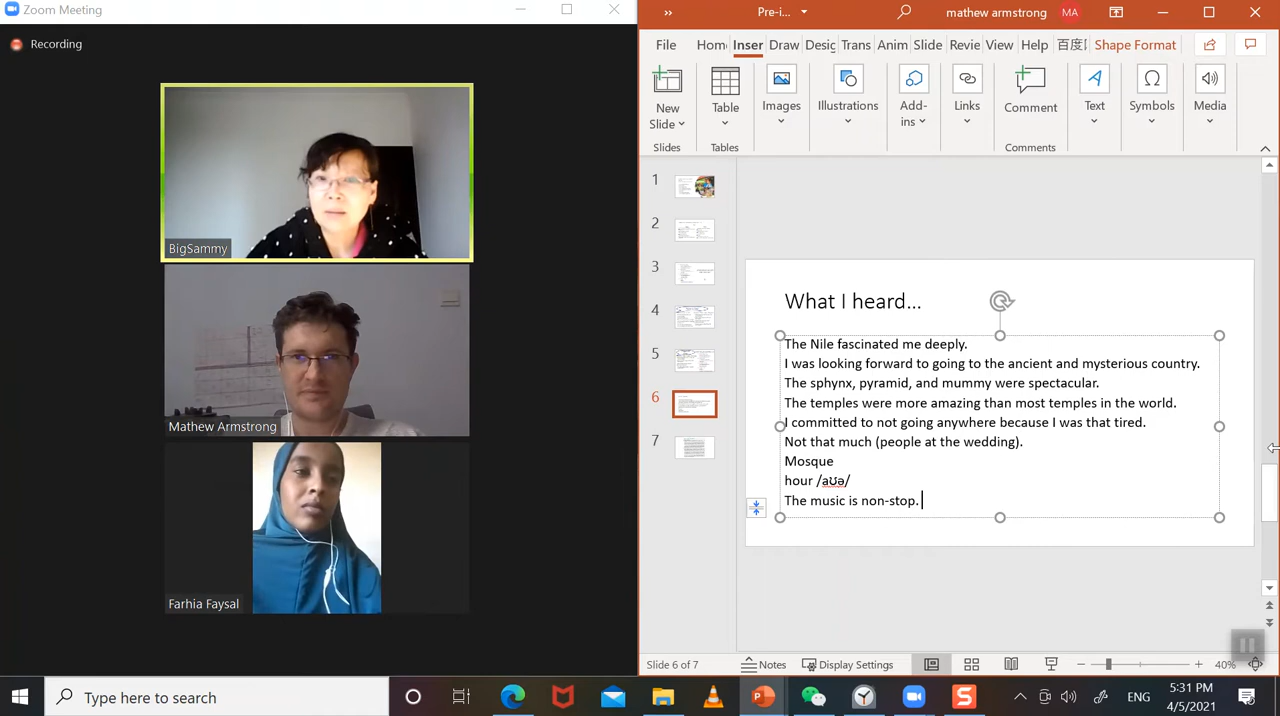 Zoom Meeting
Recording
BigSammy
Mathew Armstrong
Farhia Faysal
» Pre-i... mathew armstrong MA
File Hom Inser Draw Desig Trans Anim Slide Revie View Help 百度 Shape Format
New Slide
Table
Images
Illustrations
Add-ins
Links
Comment
Text
Symbols
Media
Slides Tables Comments
1
2
3
4
5
6
7
What I heard...
The Nile fascinated me deeply.
I was looking forward to going to the ancient and mysterious country.
The sphynx, pyramid, and mummy were spectacular.
The temples were more amazing than most temples in the world.
I committed to not going anywhere because I was that tired.
Not that much (people at the wedding).
Mosque
hour /aʊə/
The music is non-stop.
Slide 6 of 7 Notes Display Settings 40%
Type here to search
ENG
5:31 PM
4/5/2021